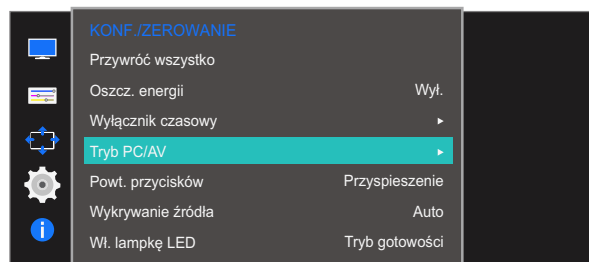 KONF./ZEROWANIE
Przywróć wszystko
Oszcz. energii Wył.
Wyłącznik czasowy
Tryb PC/AV
Powt. przycisków Przyspieszenie
Wykrywanie źródła Auto
Wł. lampkę LED Tryb gotowości